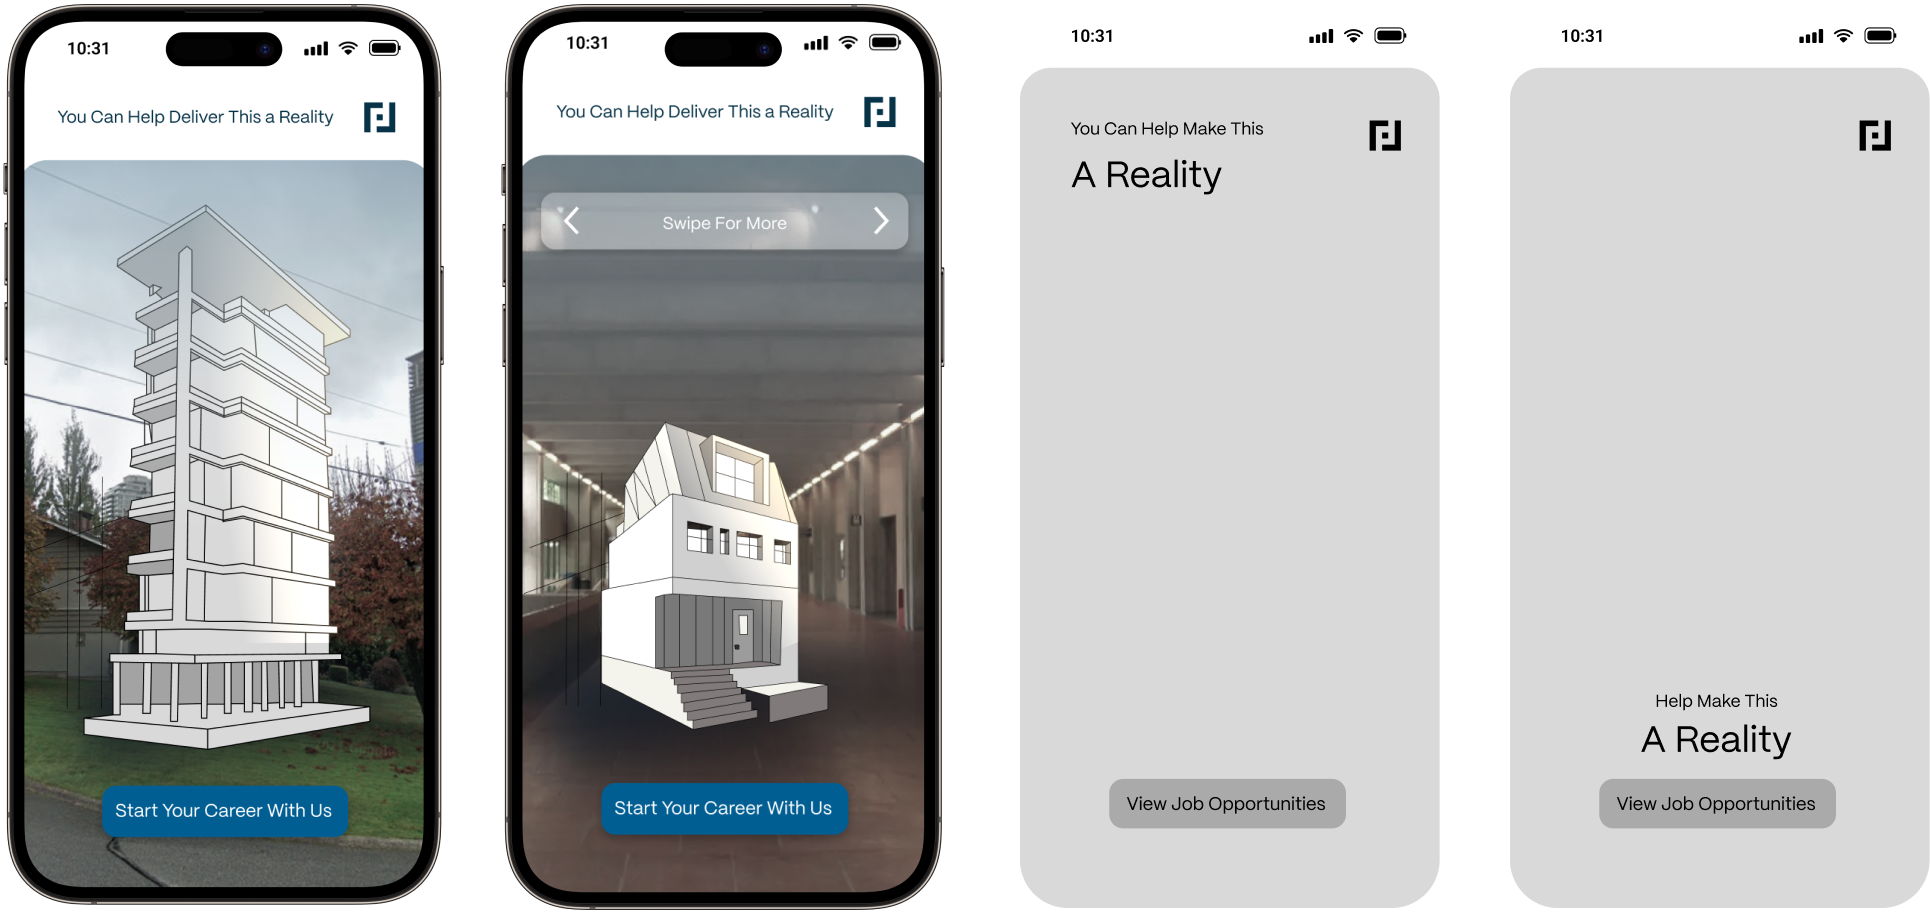 10:31
You Can Help Deliver This a Reality
Start Your Career With Us
10:31
You Can Help Deliver This a Reality
Swipe For More
Start Your Career With Us
10:31
You Can Help Make This
A Reality
View Job Opportunities
10:31
Help Make This
A Reality
View Job Opportunities